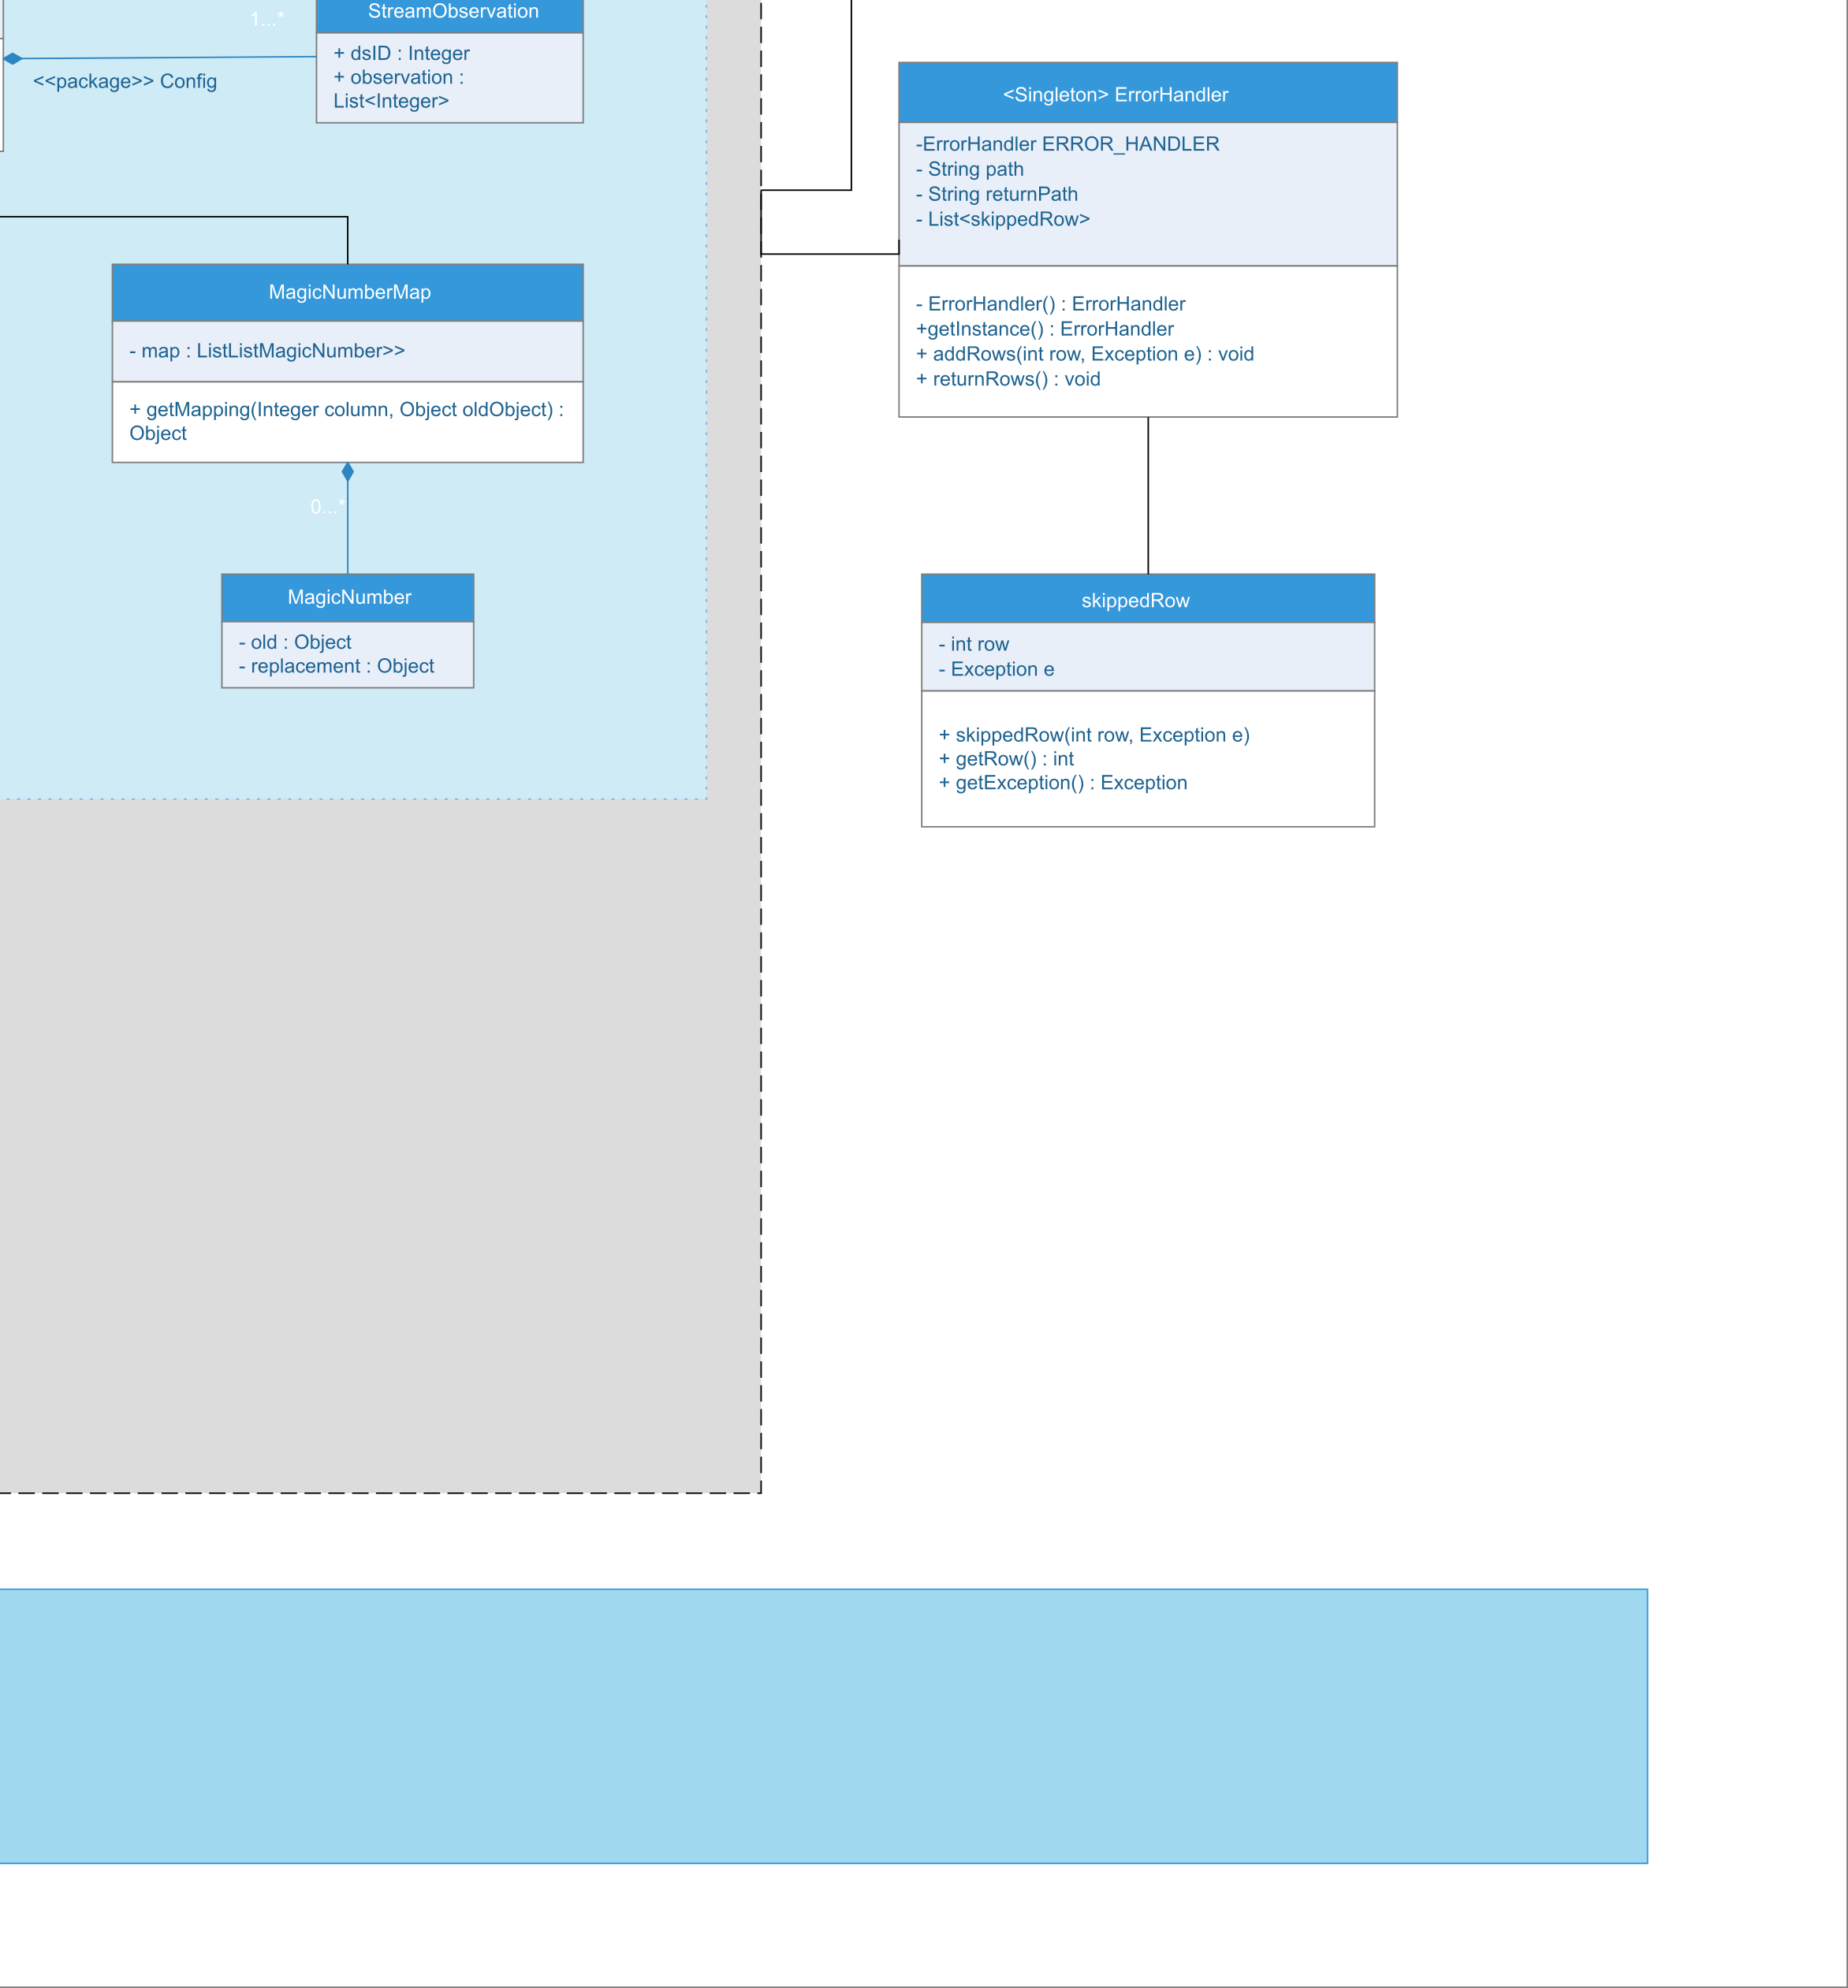 1...*
StreamObservation
+ dsID : Integer
+ observation :
List<Integer>
<<package>> Config
<Singleton> ErrorHandler
-ErrorHandler ERROR_HANDLER
- String path
- String returnPath
- List<skippedRow>
- ErrorHandler() : ErrorHandler
+getInstance() : ErrorHandler
+ addRows(int row, Exception e) : void
+ returnRows() : void
MagicNumberMap
- map : ListListMagicNumber>>
+ getMapping(Integer column, Object oldObject) :
Object
0...*
MagicNumber
- old : Object
- replacement : Object
skippedRow
- int row
- Exception e
+ skippedRow(int row, Exception e)
+ getRow() : int
+ getException() : Exception